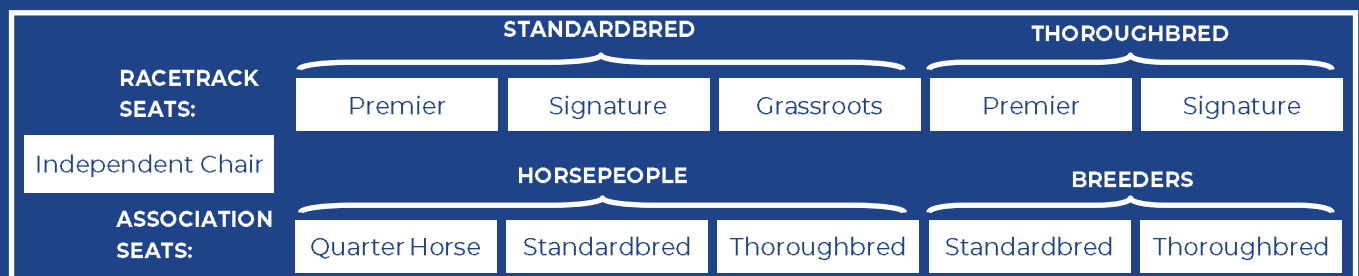 STANDARDBRED THOROUGHBRED
RACETRACK
SEATS:
Premier Signature Grassroots Premier Signature
Independent Chair
HORSEPEOPLE BREEDERS
ASSOCIATION
SEATS:
Quarter Horse Standardbred Thoroughbred Standardbred Thoroughbred